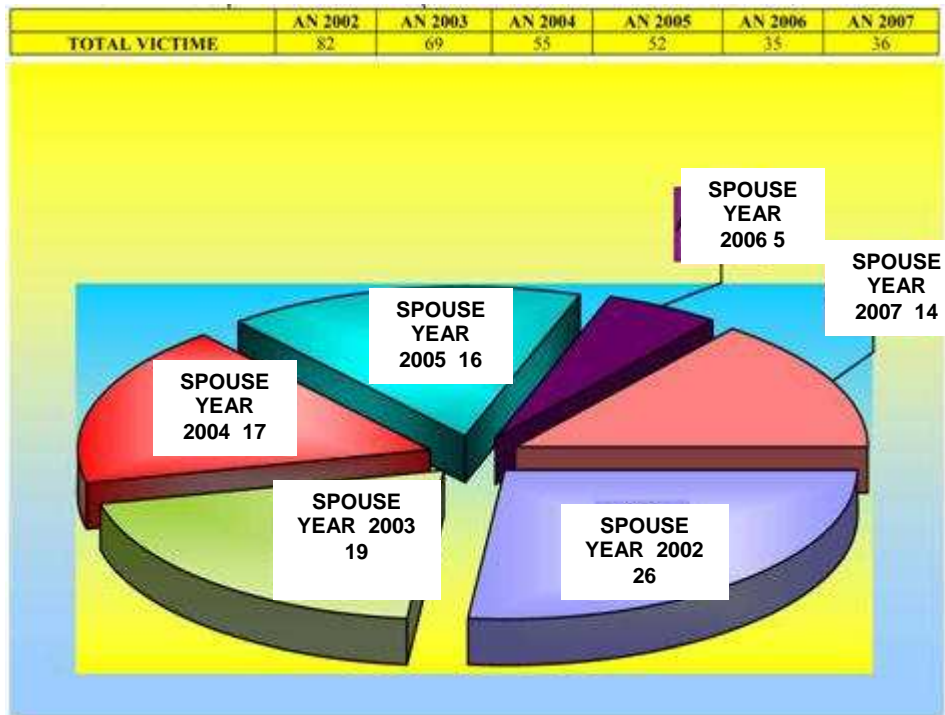 AN 2002 AN 2003 AN 2004 AN 2005 AN 2006 AN 2007
TOTAL VICTIME 82 69 55 52 35 36
SPOUSE
YEAR
2006 5
SPOUSE
YEAR
2007 14
SPOUSE
YEAR
2005 16
SPOUSE
YEAR
2004 17
SPOUSE
YEAR 2003
19
SPOUSE
YEAR 2002
26